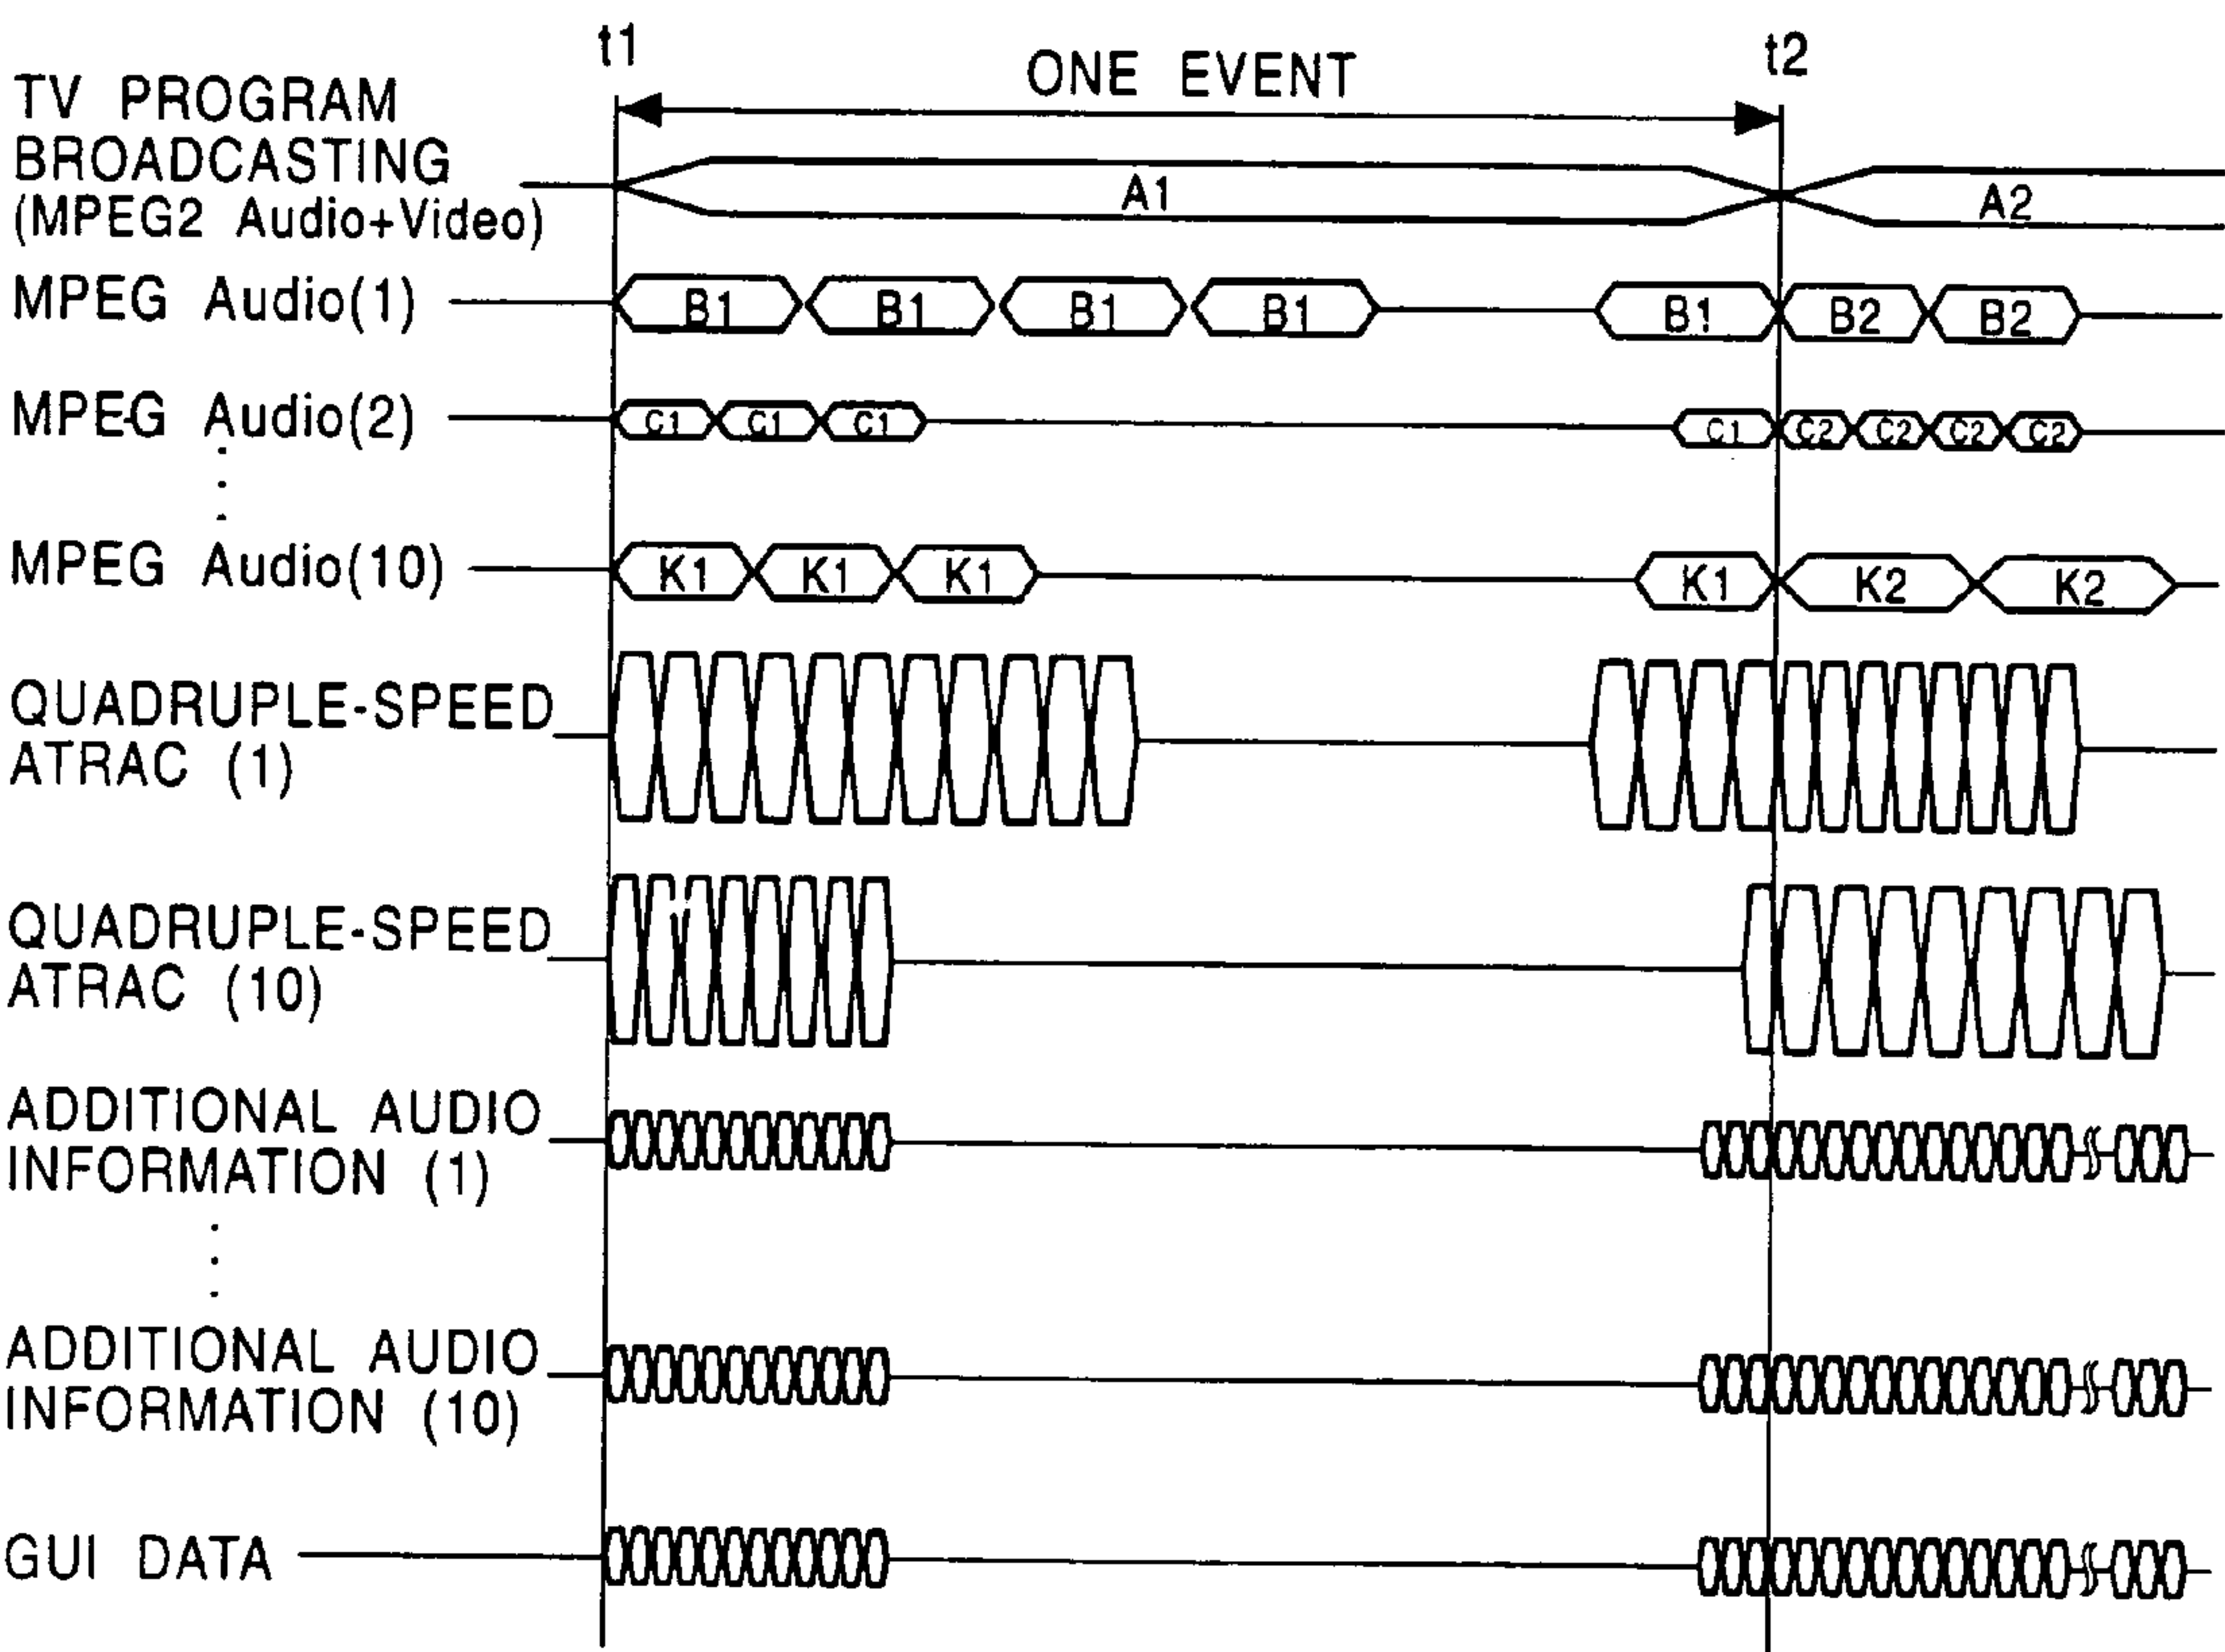 t1
ONE EVENT
t2
TV PROGRAM
BROADCASTING
(MPEG2 Audio+Video)
A1
A2
MPEG Audio(1)
B1 B1 B1 B1 B1 B2 B2
MPEG Audio(2)
C1 C1 C1 C1 C2 C2 C2 C2
MPEG Audio(10)
K1 K1 K1 K1 K2 K2
QUADRUPLE-SPEED
ATRAC (1)
QUADRUPLE-SPEED
ATRAC (10)
ADDITIONAL AUDIO
INFORMATION (1)
ADDITIONAL AUDIO
INFORMATION (10)
GUI DATA